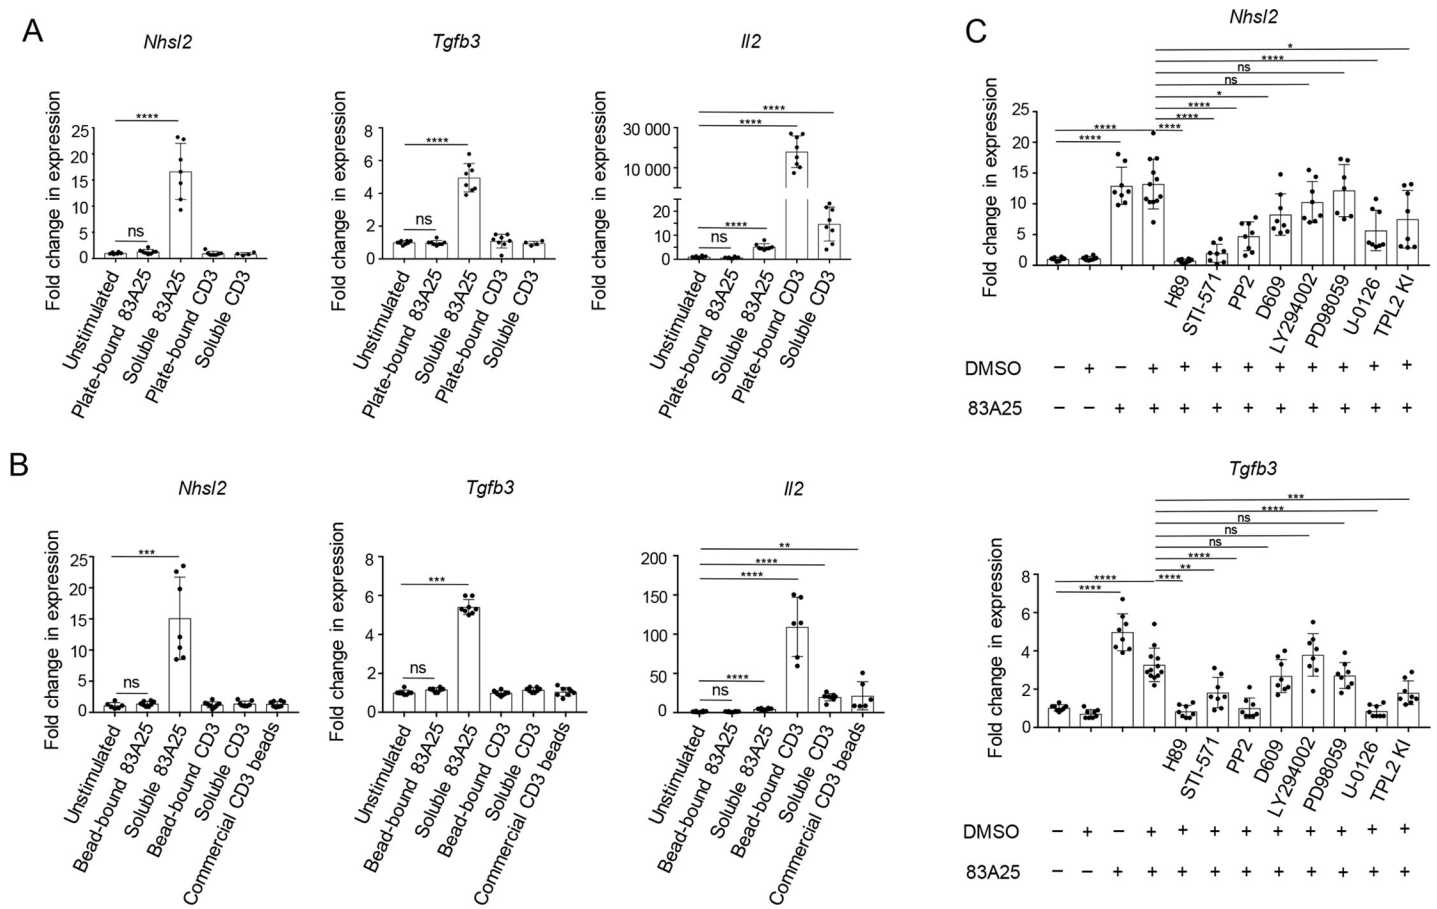 A
Nhsl2
Fold change in expression
25
20
15
10
5
0
****
ns
Unstimulated
Plate-bound 83A25
Soluble 83A25
Plate-bound CD3
Soluble CD3
Tgfb3
Fold change in expression
8
6
4
2
0
****
ns
Unstimulated
Plate-bound 83A25
Soluble 83A25
Plate-bound CD3
Soluble CD3
Il2
Fold change in expression
30 000
10 000
20
10
0
****
****
****
ns
Unstimulated
Plate-bound 83A25
Soluble 83A25
Plate-bound CD3
Soluble CD3
B
Nhsl2
Fold change in expression
25
20
15
10
5
0
***
ns
Unstimulated
Bead-bound 83A25
Soluble 83A25
Bead-bound CD3
Soluble CD3
Commercial CD3 beads
Tgfb3
Fold change in expression
8
6
4
2
0
***
ns
Unstimulated
Bead-bound 83A25
Soluble 83A25
Bead-bound CD3
Soluble CD3
Commercial CD3 beads
Il2
Fold change in expression
200
150
100
50
0
**
****
****
****
ns
Unstimulated
Bead-bound 83A25
Soluble 83A25
Bead-bound CD3
Soluble CD3
Commercial CD3 beads
C
Nhsl2
Fold change in expression
25
20
15
10
5
0
*
****
ns
ns
*
****
****
**** ****
****
H89
STI-571
PP2
D609
LY294002
PD98059
U-0126
TPL2 KI
DMSO − + − + + + + + + + + +
83A25 − − + + + + + + + + + +
Tgfb3
Fold change in expression
8
6
4
2
0
***
****
ns
ns
ns
****
**
**** ****
****
H89
STI-571
PP2
D609
LY294002
PD98059
U-0126
TPL2 KI
DMSO − + − + + + + + + + + +
83A25 − − + + + + + + + + + +